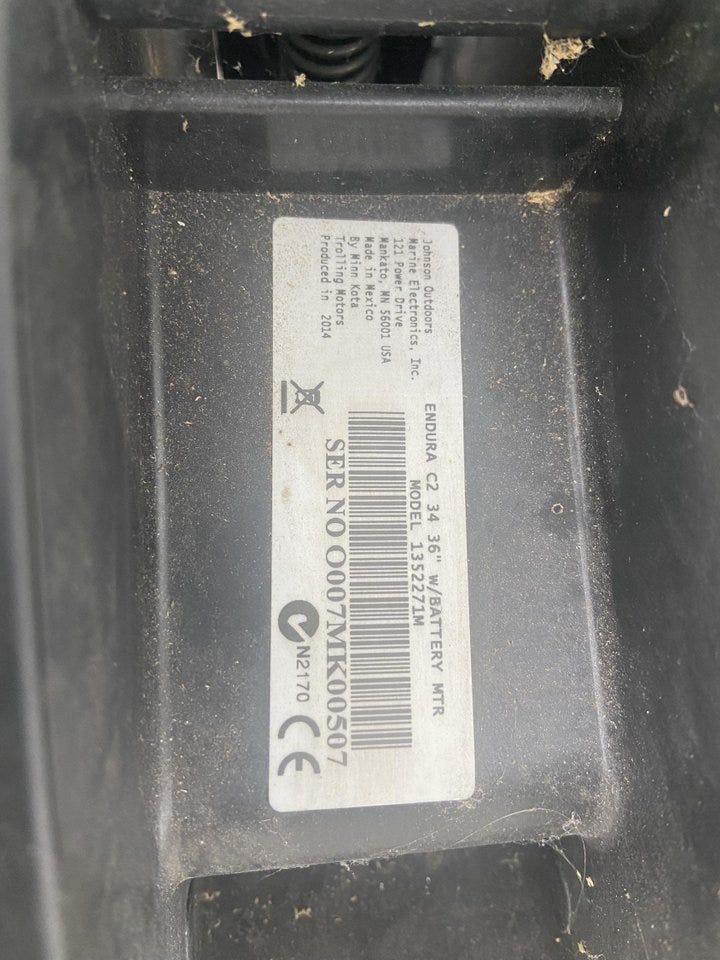 Johnson Outdoors
Marine Electronics, Inc.
121 Power Drive
Mankato, MN 56001 USA
Made in Mexico
By Minn Kota
Trolling Motors
Produced in 2014
ENDURA C2 34 36" W/BATTERY MTR
MODEL 1352271M
SER NO O007MK00507
N2170
CE